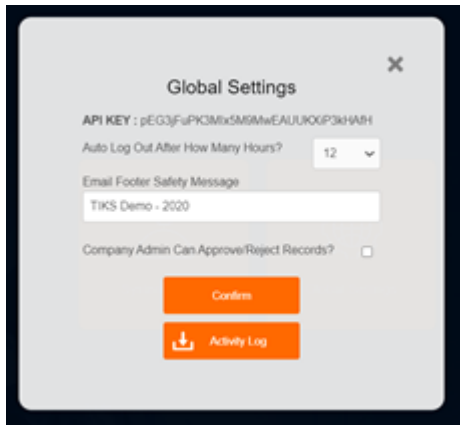 Global Settings
API KEY :
Auto Log Out After How Many Hours? 12
Email Footer Safety Message
TIKS Demo - 2020
Company Admin Can Approve/Reject Records?
Confirm
Activity Log